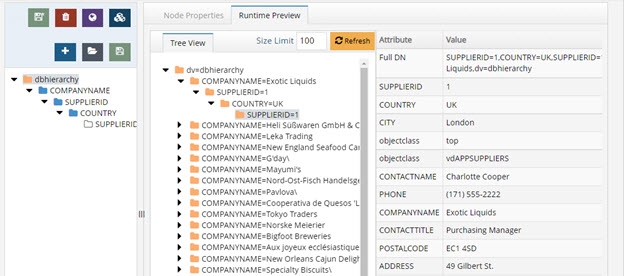 Node Properties
Runtime Preview
Tree View
Size Limit 100
Refresh
dbhierarchy
COMPANYNAME
SUPPLIERID
COUNTRY
SUPPLIERID
dv=dbhierarchy
COMPANYNAME=Exotic Liquids
SUPPLIERID=1
COUNTRY=UK
SUPPLIERID=1
COMPANYNAME=Heli Süßwaren GmbH & C
COMPANYNAME=Leka Trading
COMPANYNAME=New England Seafood Can
COMPANYNAME=G'day\
COMPANYNAME=Mayumi's
COMPANYNAME=Nord-Ost-Fisch Handelsge
COMPANYNAME=Pavlova\
COMPANYNAME=Cooperativa de Quesos 'L
COMPANYNAME=Tokyo Traders
COMPANYNAME=Norske Meierier
COMPANYNAME=Bigfoot Breweries
COMPANYNAME=Aux joyeux ecclésiastique
COMPANYNAME=New Orleans Cajun Deligh
COMPANYNAME=Specialty Biscuits\
Attribute Value
Full DN SUPPLIERID=1,COUNTRY=UK,SUPPLIERID=
Liquids,dv=dbhierarchy
SUPPLIERID 1
COUNTRY UK
CITY London
objectclass top
objectclass vdAPPSUPPLIERS
CONTACTNAME Charlotte Cooper
PHONE (171) 555-2222
COMPANYNAME Exotic Liquids
CONTACTTITLE Purchasing Manager
POSTALCODE EC1 4SD
ADDRESS 49 Gilbert St.